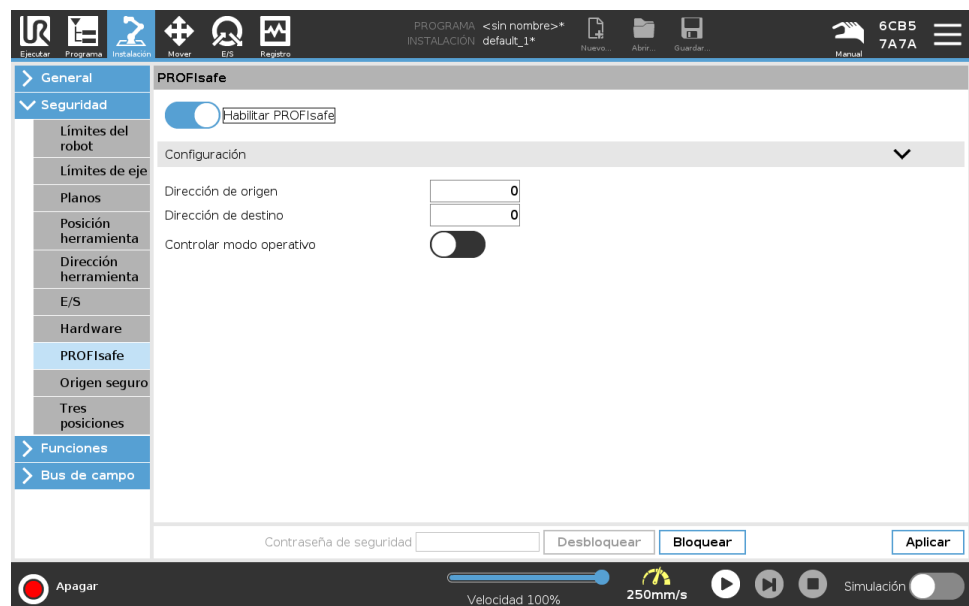 PROGRAMA <sin nombre>*
INSTALACIÓN default_1*
Ejecutar Programa Instalación Mover E/S Registro
Nuevo... Abrir... Guardar...
Manual
6CB5
7A7A
General
Seguridad
Límites del
robot
Límites de eje
Planos
Posición
herramienta
Dirección
herramienta
E/S
Hardware
PROFIsafe
Origen seguro
Tres
posiciones
Funciones
Bus de campo
PROFIsafe
Habilitar PROFIsafe
Configuración
Dirección de origen 0
Dirección de destino 0
Controlar modo operativo
Contraseña de seguridad Desbloquear Bloquear Aplicar
Apagar
Velocidad 100%
250mm/s
Simulación